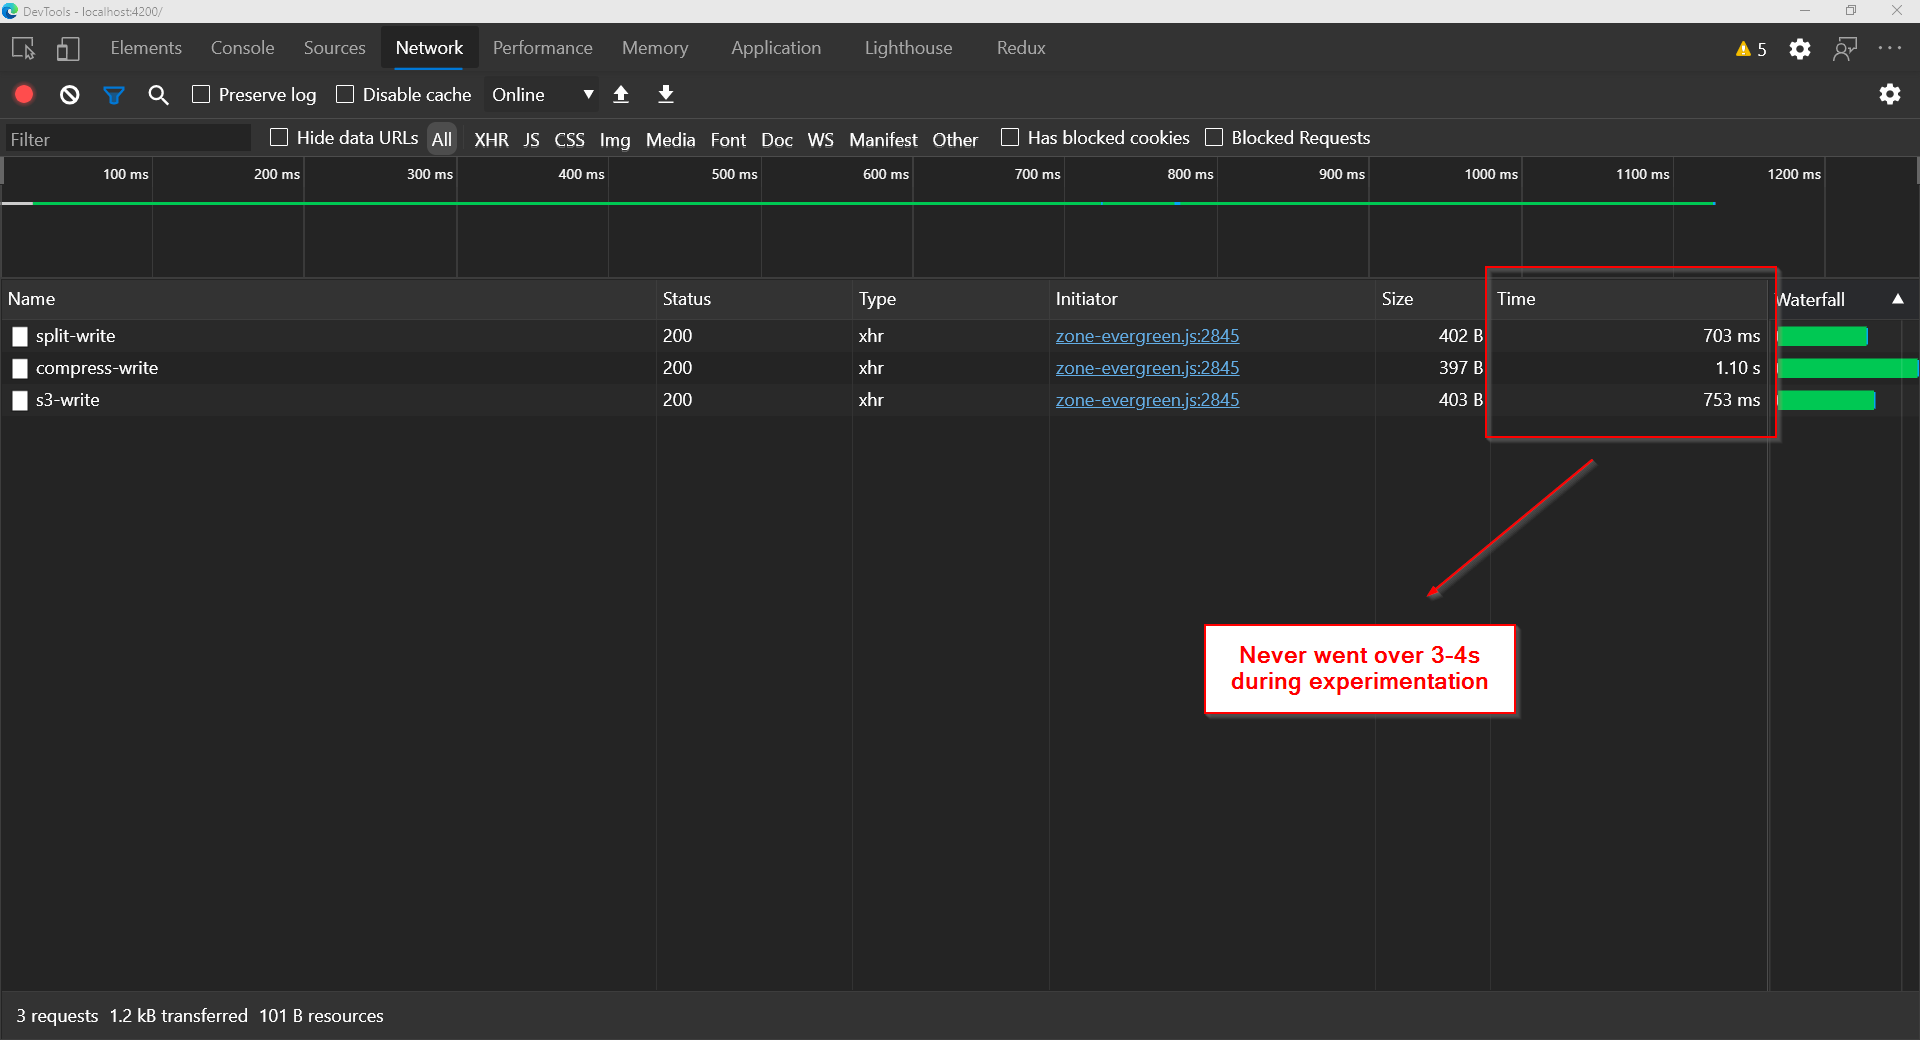 DevTools - localhost:4200/
Elements Console Sources Network Performance Memory Application Lighthouse Redux 5
Preserve log Disable cache Online
Filter Hide data URLs All XHR JS CSS Img Media Font Doc WS Manifest Other Has blocked cookies Blocked Requests
100 ms 200 ms 300 ms 400 ms 500 ms 600 ms 700 ms 800 ms 900 ms 1000 ms 1100 ms 1200 ms
Name Status Type Initiator Size Time Waterfall
split-write 200 xhr zone-evergreen.js:2845 402 B 703 ms
compress-write 200 xhr zone-evergreen.js:2845 397 B 1.10 s
s3-write 200 xhr zone-evergreen.js:2845 403 B 753 ms
Never went over 3-4s
during experimentation
3 requests 1.2 kB transferred 101 B resources